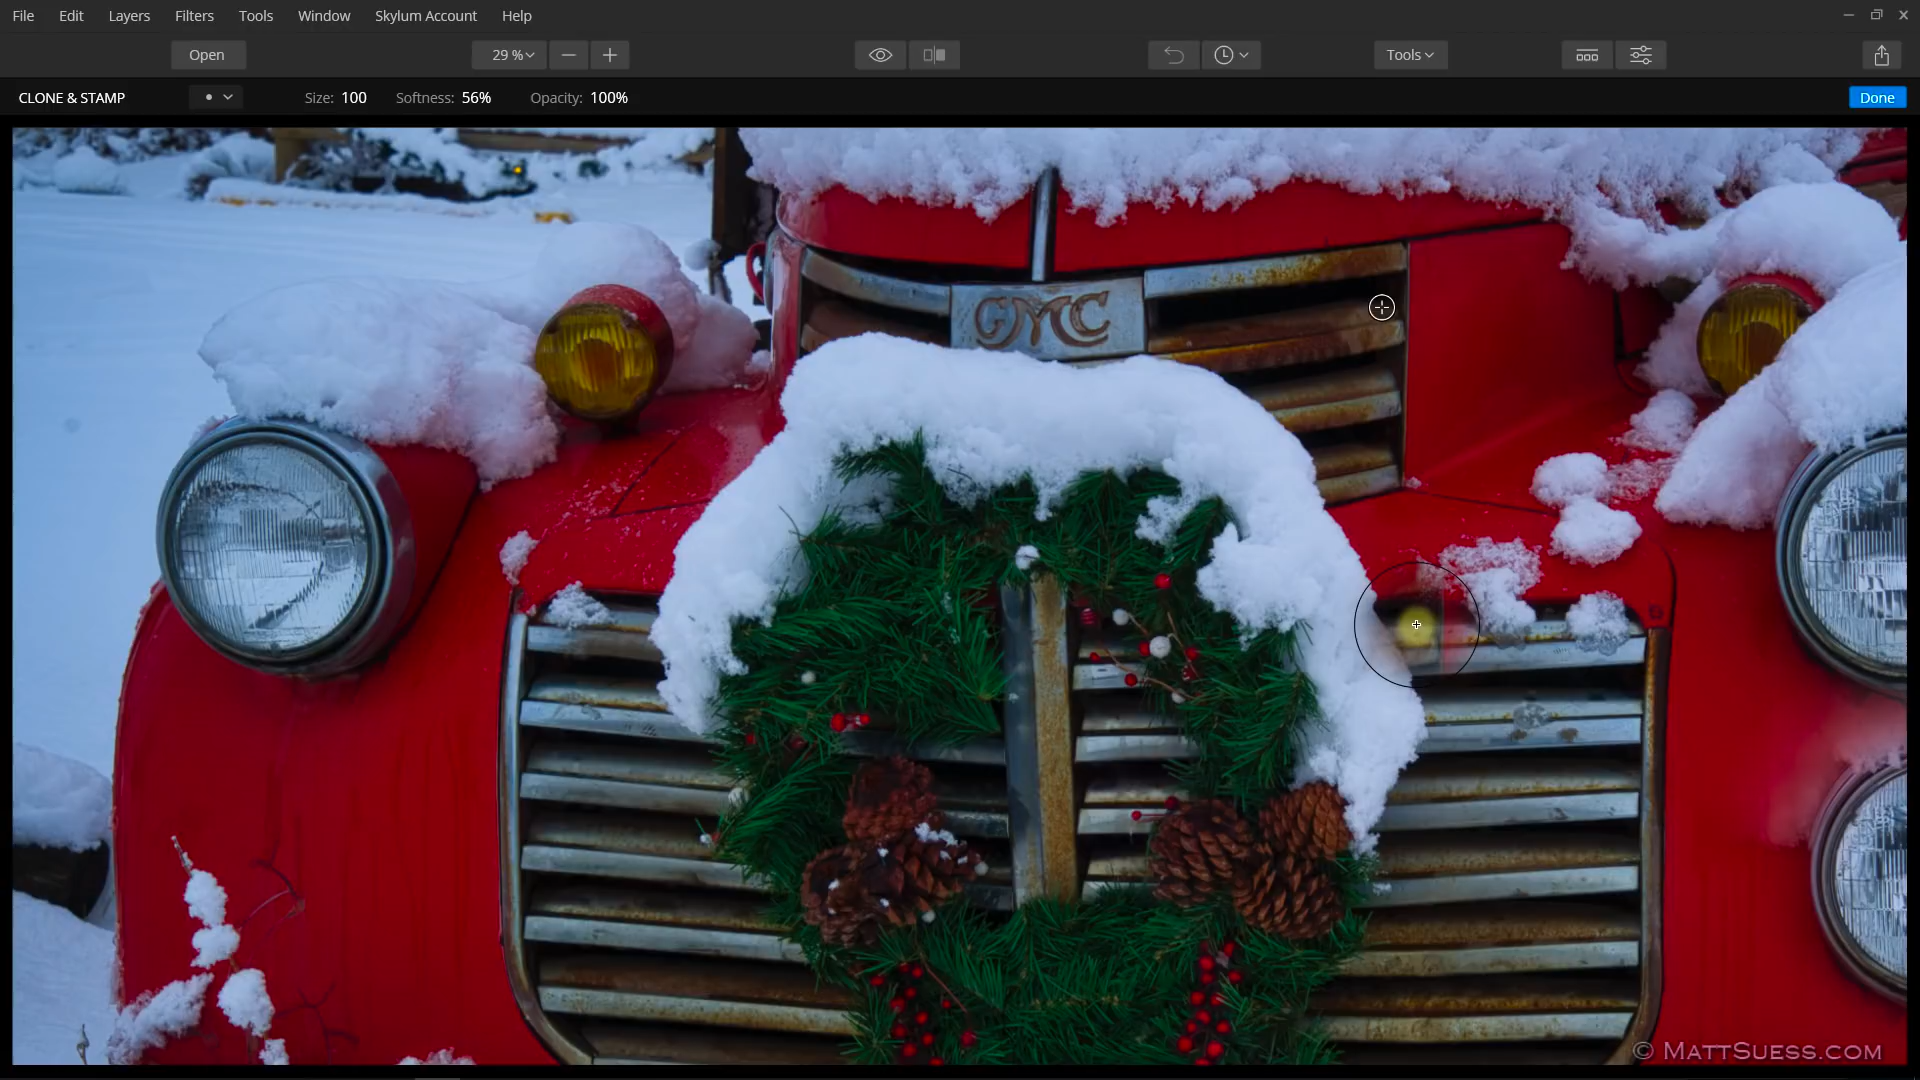 File Edit Layers Filters Tools Window Skylum Account Help
Open 29 % Tools
CLONE & STAMP Size: 100 Softness: 56% Opacity: 100% Done
GMC
© MATTSUESS.COM